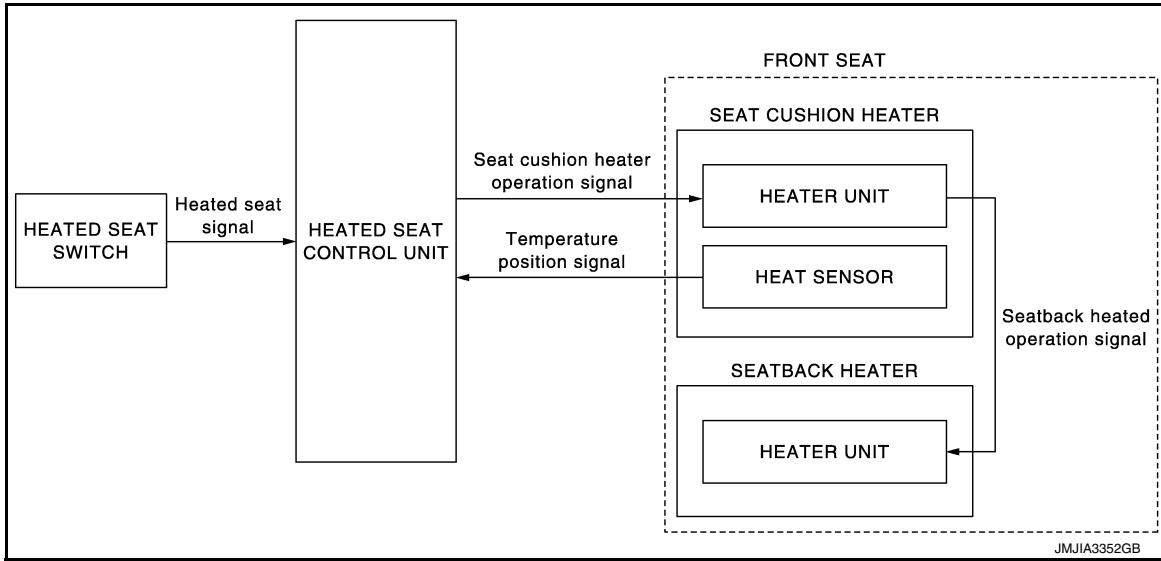 FRONT SEAT
SEAT CUSHION HEATER
Seat cushion heater
operation signal
HEATER UNIT
Heated seat
signal
HEATED SEAT
SWITCH
HEATED SEAT
CONTROL UNIT
Temperature
position signal
HEAT SENSOR
Seatback heated
operation signal
SEATBACK HEATER
HEATER UNIT
JMJIA3352GB